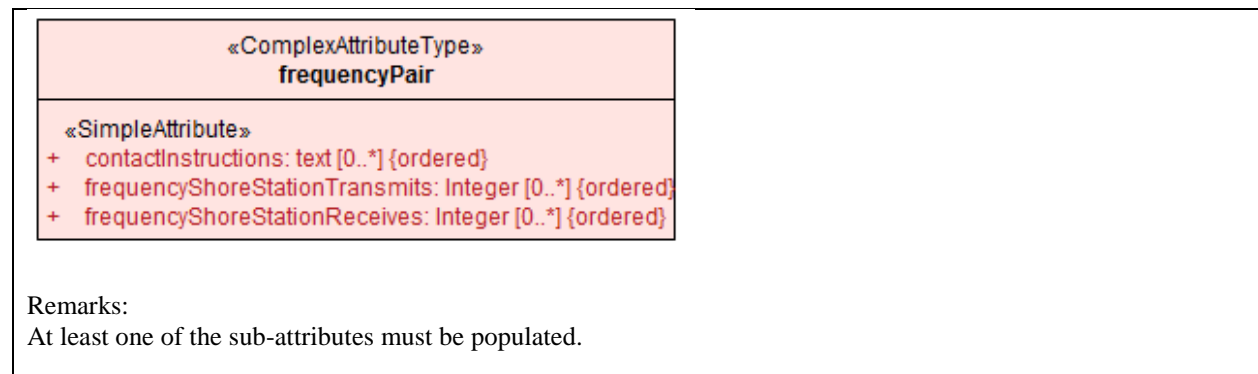 «ComplexAttributeType»
frequencyPair
«SimpleAttribute»
+ contactInstructions: text [0..*] {ordered}
+ frequencyShoreStationTransmits: Integer [0..*] {ordered}
+ frequencyShoreStationReceives: Integer [0..*] {ordered}
Remarks:
At least one of the sub-attributes must be populated.